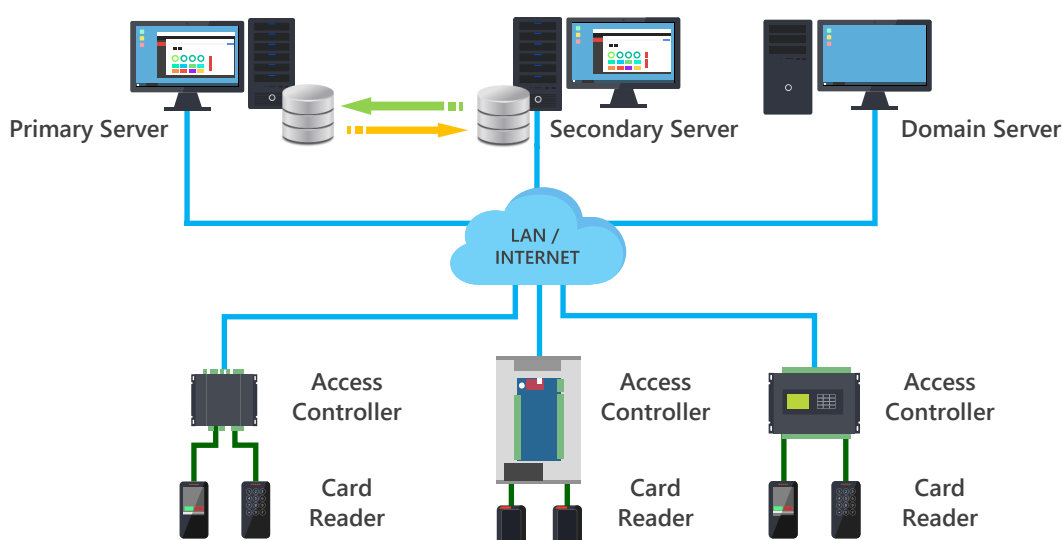 Primary Server
Secondary Server
Domain Server
LAN /
INTERNET
Access
Controller
Access
Controller
Access
Controller
Card
Reader
Card
Reader
Card
Reader